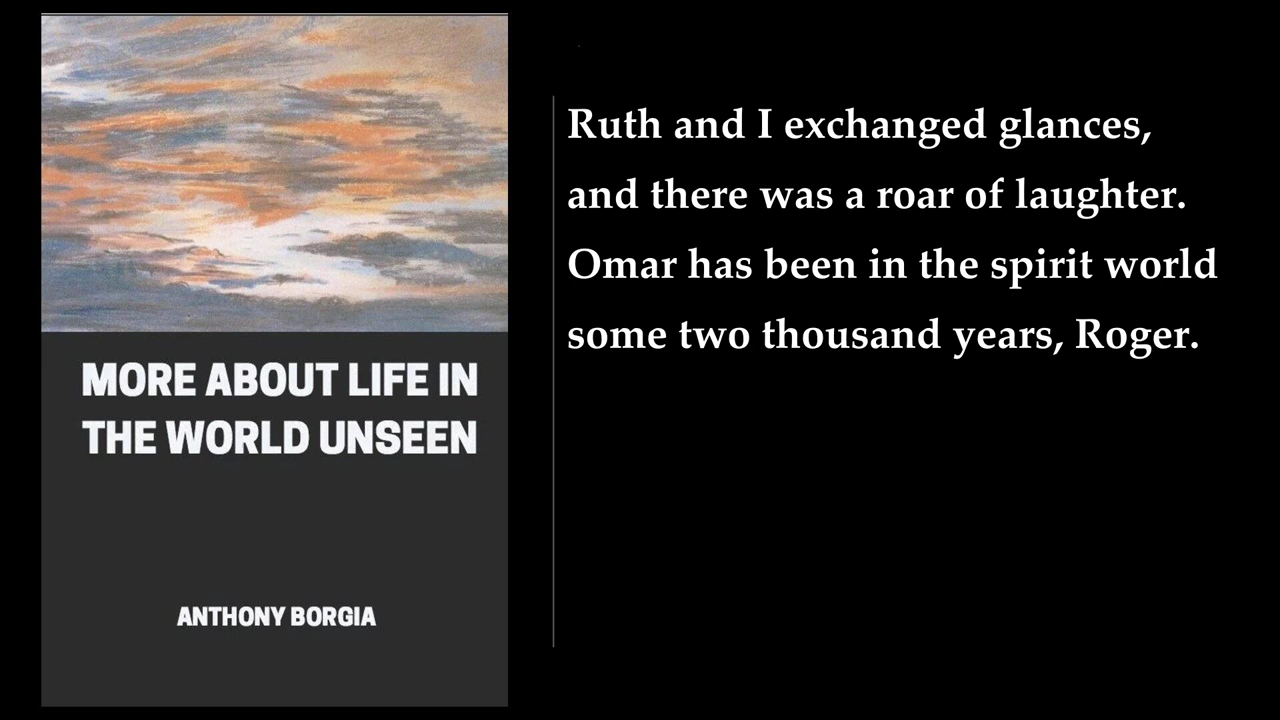 MORE ABOUT LIFE IN
THE WORLD UNSEEN
ANTHONY BORGIA
Ruth and I exchanged glances,
and there was a roar of laughter.
Omar has been in the spirit world
some two thousand years, Roger.